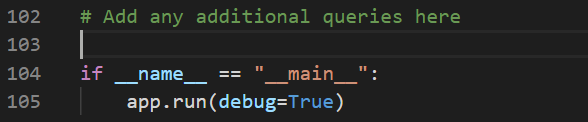 102 # Add any additional queries here
103
104 if __name__ == "__main__":
105 app.run(debug=True)